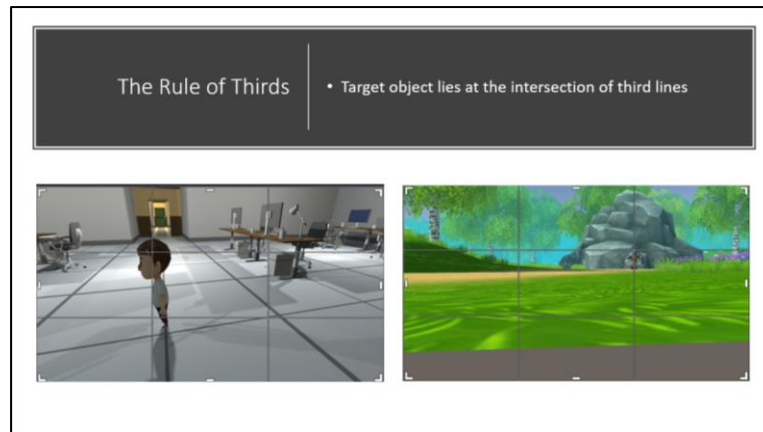 The Rule of Thirds
• Target object lies at the intersection of third lines